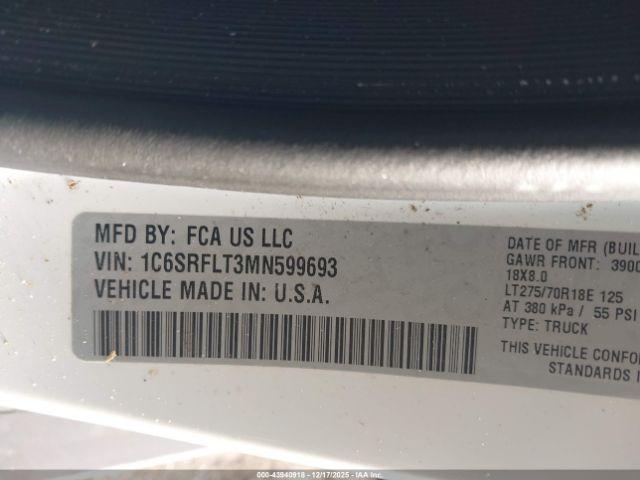 MFD BY: FCA US LLC
VIN: 1C6SRFLT3MN599693
VEHICLE MADE IN: U.S.A.
DATE OF MFR (BUIL
GAWR FRONT: 3900
18X8.0
LT275/70R18E 125
AT 380 kPa / 55 PSI
TYPE: TRUCK
THIS VEHICLE CONFO
STANDARDS I
000-43940918 - 12/17/2025 - IAA Inc.